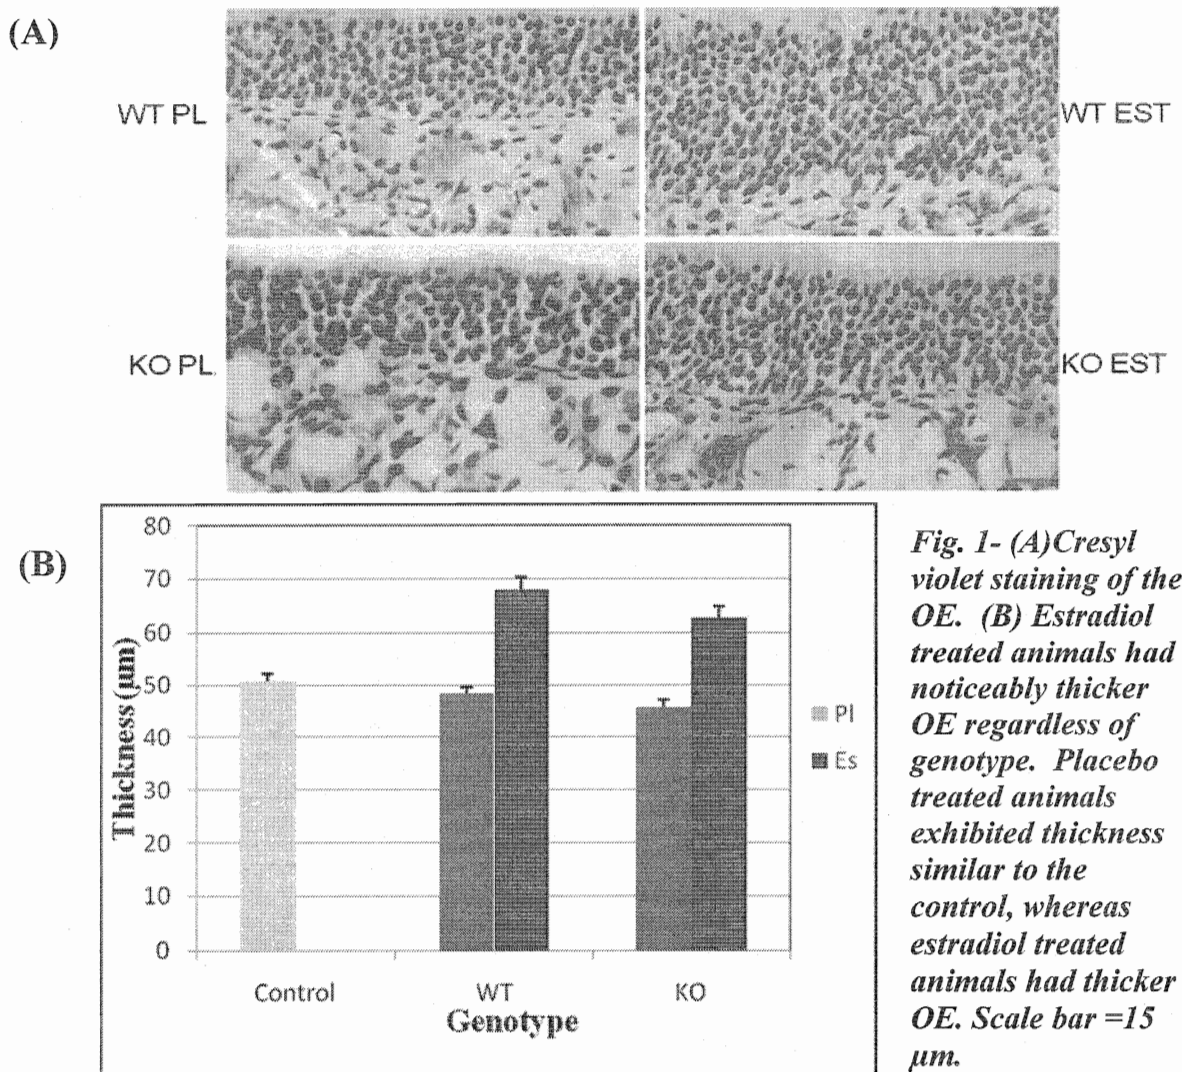 (A)
WT PL
WT EST
KO PL
KO EST
(B)
80
70
60
50
40
30
20
10
0
Thickness (µm)
Control
WT
KO
Genotype
Pl
Es
Fig. 1- (A)Cresyl
violet staining of the
OE. (B) Estradiol
treated animals had
noticeably thicker
OE regardless of
genotype. Placebo
treated animals
exhibited thickness
similar to the
control, whereas
estradiol treated
animals had thicker
OE. Scale bar =15
µm.